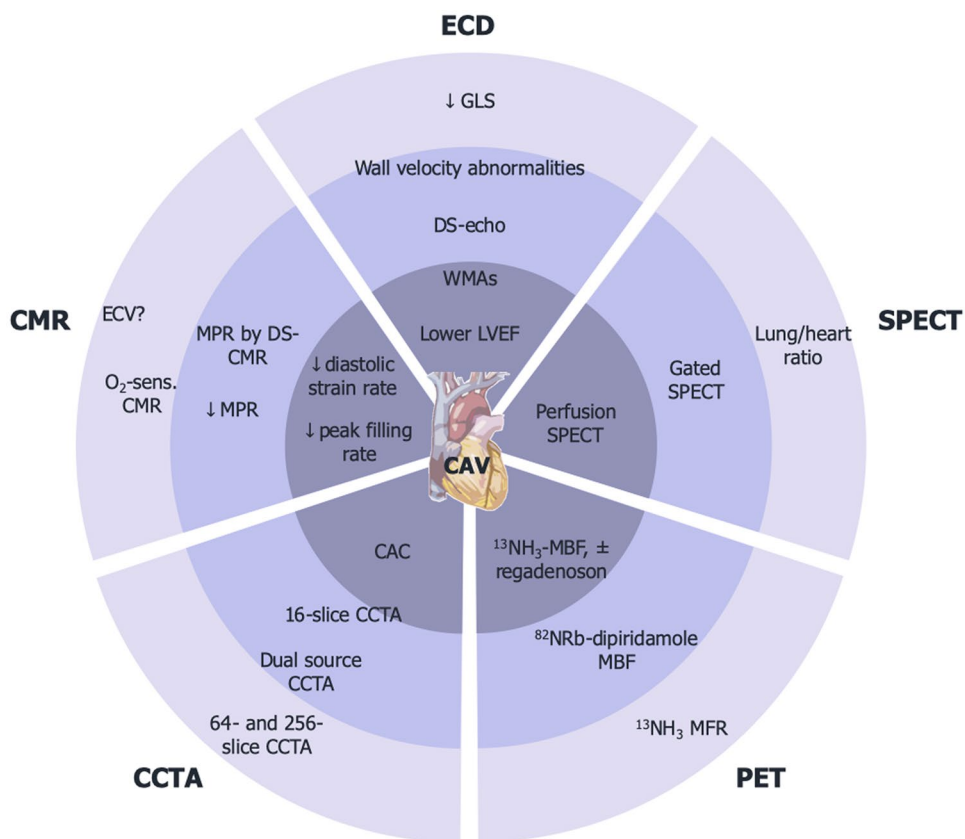 ECD
↓ GLS
Wall velocity abnormalities
DS-echo
WMAs
Lower LVEF
CMR
ECV?
O₂-sens.
CMR
MPR by DS-
CMR
↓ MPR
↓ diastolic
strain rate
↓ peak filling
rate
SPECT
Lung/heart
ratio
Gated
SPECT
Perfusion
SPECT
CAV
CAC
16-slice CCTA
Dual source
CCTA
64- and 256-
slice CCTA
CCTA
¹³NH₃-MBF, ±
regadenoson
⁸²NRb-dipiridamole
MBF
¹³NH₃ MFR
PET